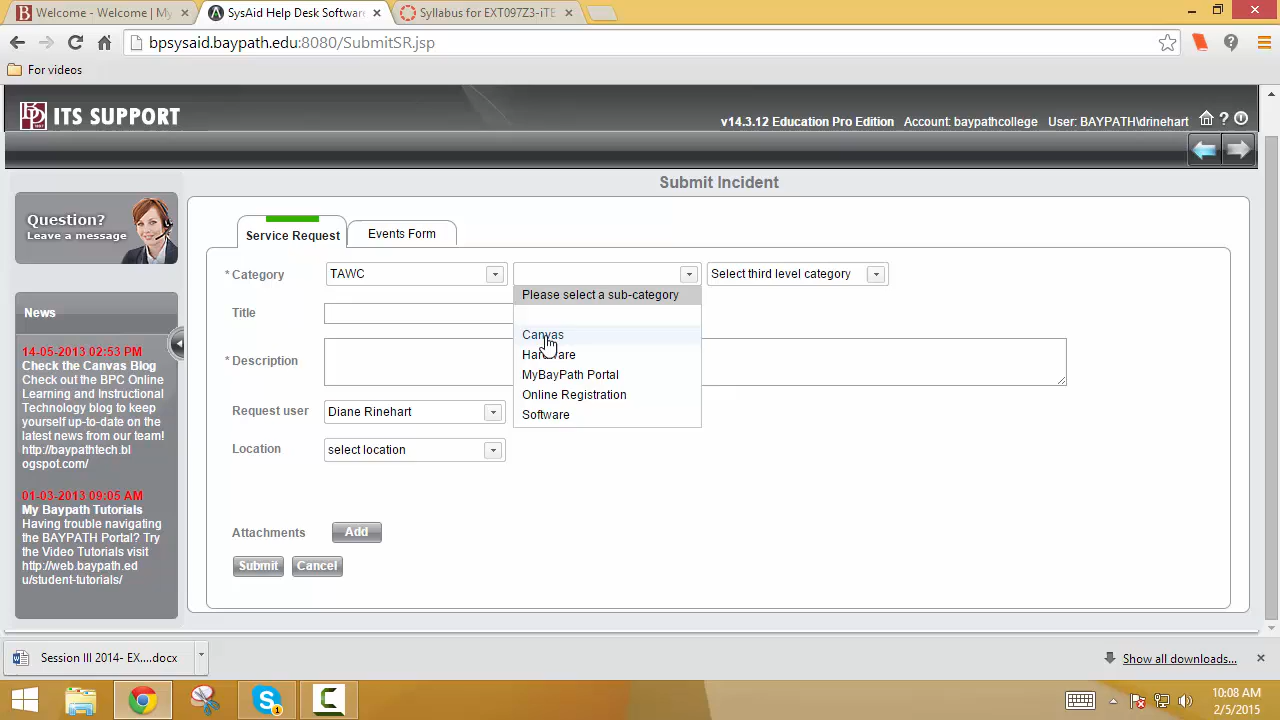 Welcome - Welcome | My
SysAid Help Desk Software
Syllabus for EXT097Z3-iTE
bpsysaid.baypath.edu:8080/SubmitSR.jsp
For videos
BP ITS SUPPORT
v14.3.12 Education Pro Edition Account: baypathcollege User: BAYPATH\drinehart
Submit Incident
Question?
Leave a message
Service Request
Events Form
* Category
TAWC
Select third level category
Please select a sub-category
Canvas
Hardware
MyBayPath Portal
Online Registration
Software
Title
* Description
Request user
Diane Rinehart
Location
select location
Attachments
Add
Submit
Cancel
News
14-05-2013 02:53 PM
Check the Canvas Blog
Check out the BPC Online
Learning and Instructional
Technology blog to keep
yourself up-to-date on the
latest news from our team!
http://baypathtech.bl
ogspot.com/
01-03-2013 09:05 AM
My Baypath Tutorials
Having trouble navigating
the BAYPATH Portal? Try
the Video Tutorials visit
http://web.baypath.ed
u/student-tutorials/
Session III 2014- EX....docx
Show all downloads...
10:08 AM
2/5/2015